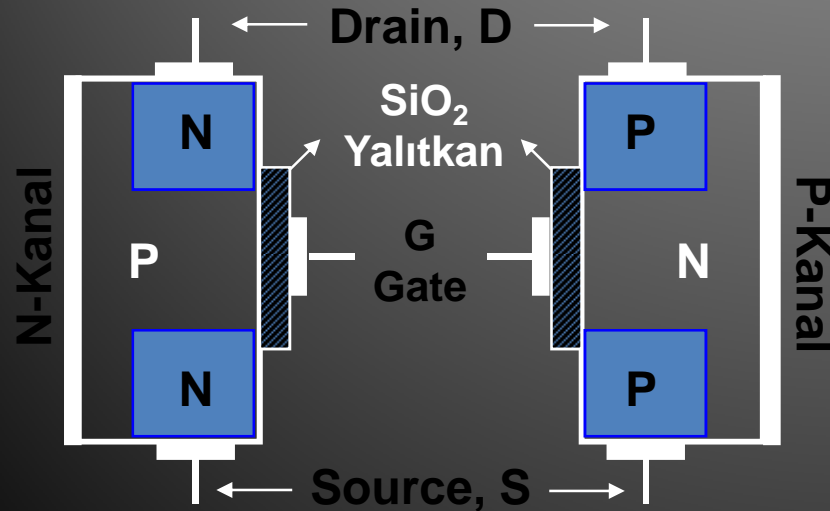 Drain, D
N
SiO₂
Yalıtkan
P
N-Kanal
P
G
Gate
N
P-Kanal
N
P
Source, S